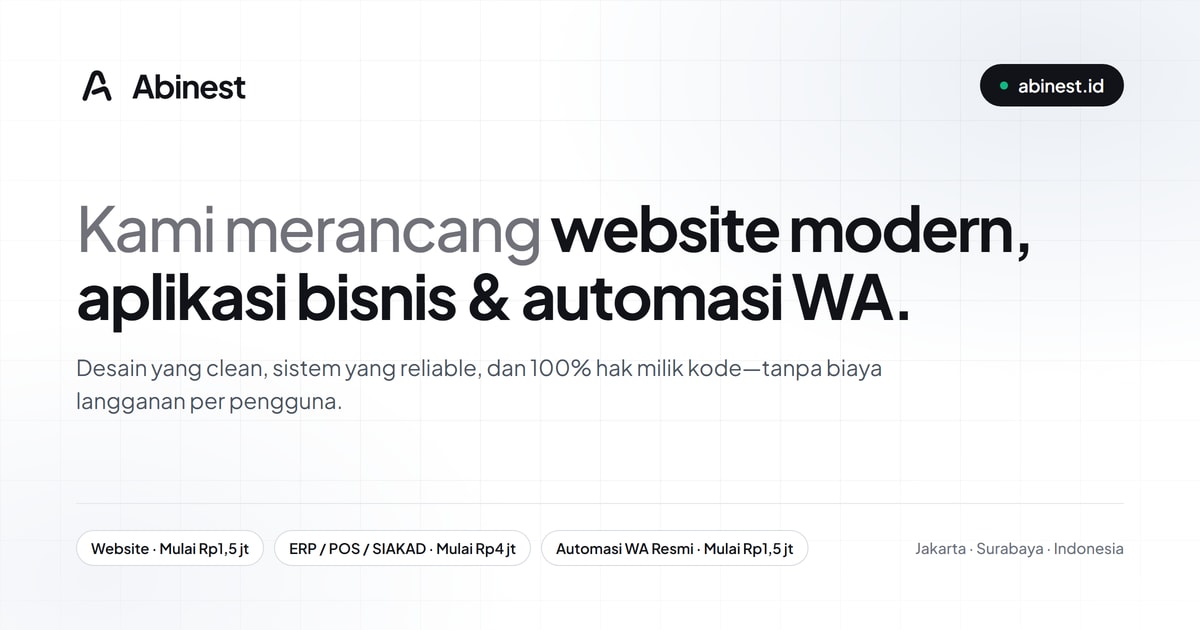 Abinest
abinest.id
Kami merancang website modern,
aplikasi bisnis & automasi WA.
Desain yang clean, sistem yang reliable, dan 100% hak milik kode—tanpa biaya
langganan per pengguna.
Website · Mulai Rp1,5 jt
ERP / POS / SIAKAD · Mulai Rp4 jt
Automasi WA Resmi · Mulai Rp1,5 jt
Jakarta · Surabaya · Indonesia